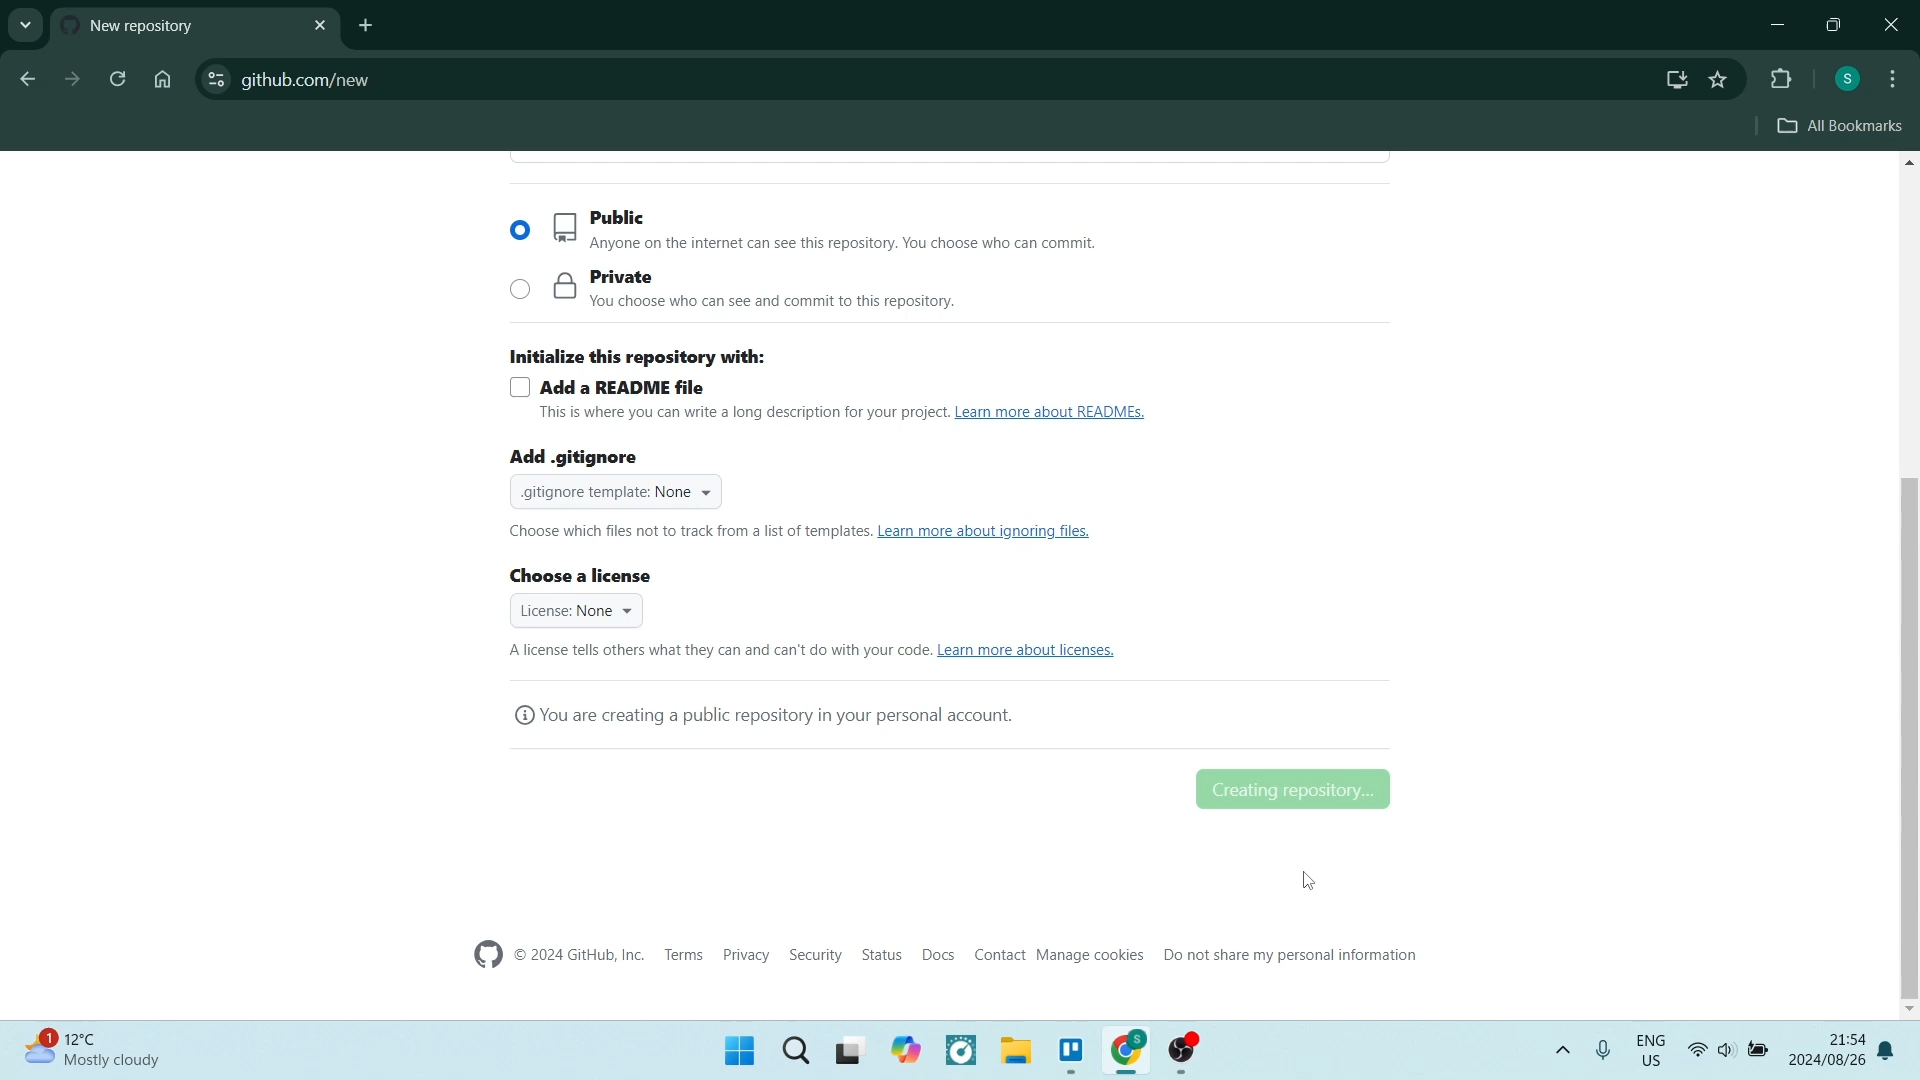 New repository
github.com/new
S
All Bookmarks
Public
Anyone on the internet can see this repository. You choose who can commit.
Private
You choose who can see and commit to this repository.
Initialize this repository with:
Add a README file
This is where you can write a long description for your project. Learn more about READMEs.
Add .gitignore
.gitignore template: None
Choose which files not to track from a list of templates. Learn more about ignoring files.
Choose a license
License: None
A license tells others what they can and can't do with your code. Learn more about licenses.
You are creating a public repository in your personal account.
Creating repository...
© 2024 GitHub, Inc. Terms Privacy Security Status Docs Contact Manage cookies Do not share my personal information
1
12°C
Mostly cloudy
S
ENG
US
21:54
2024/08/26